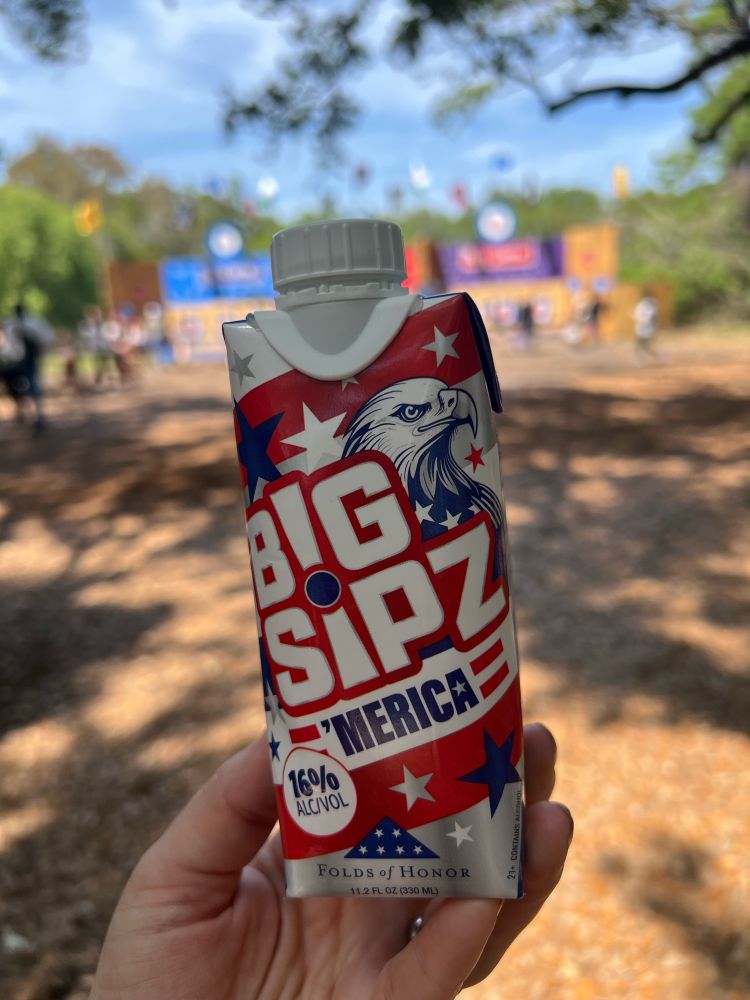 BIG
SIPZ
'MERICA
16%
ALC/VOL
FOLDS of HONOR
11.2 FL OZ (330 ML)
21+ CONTAINS ALCOHOL